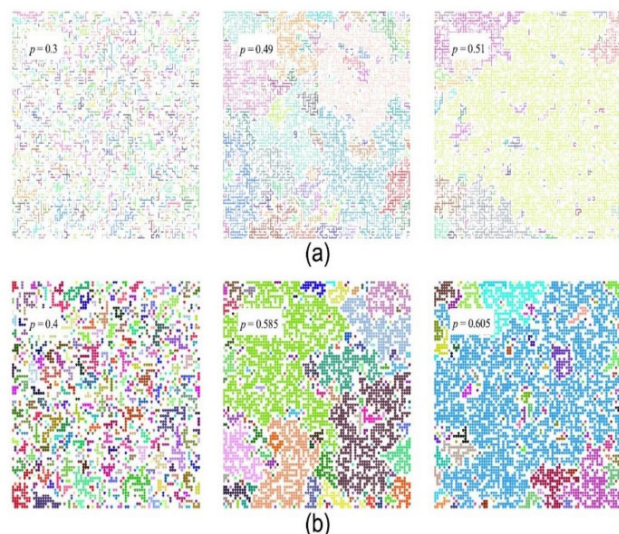 p = 0.3
p = 0.49
p = 0.51
(a)
p = 0.4
p = 0.585
p = 0.605
(b)